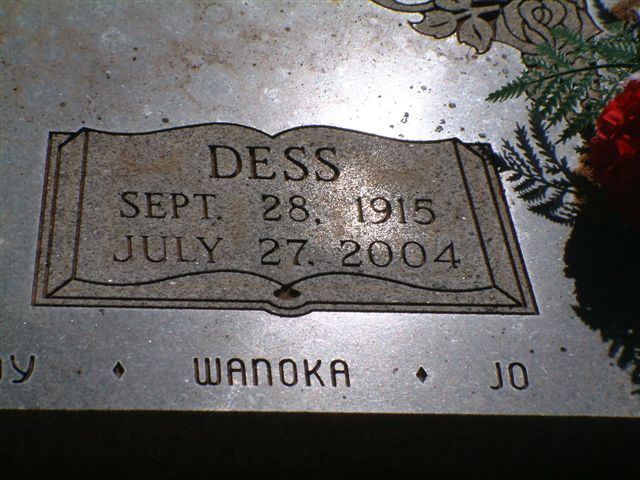 DESS
SEPT. 28, 1915
JULY 27. 2004
WANOKA ♦ JO